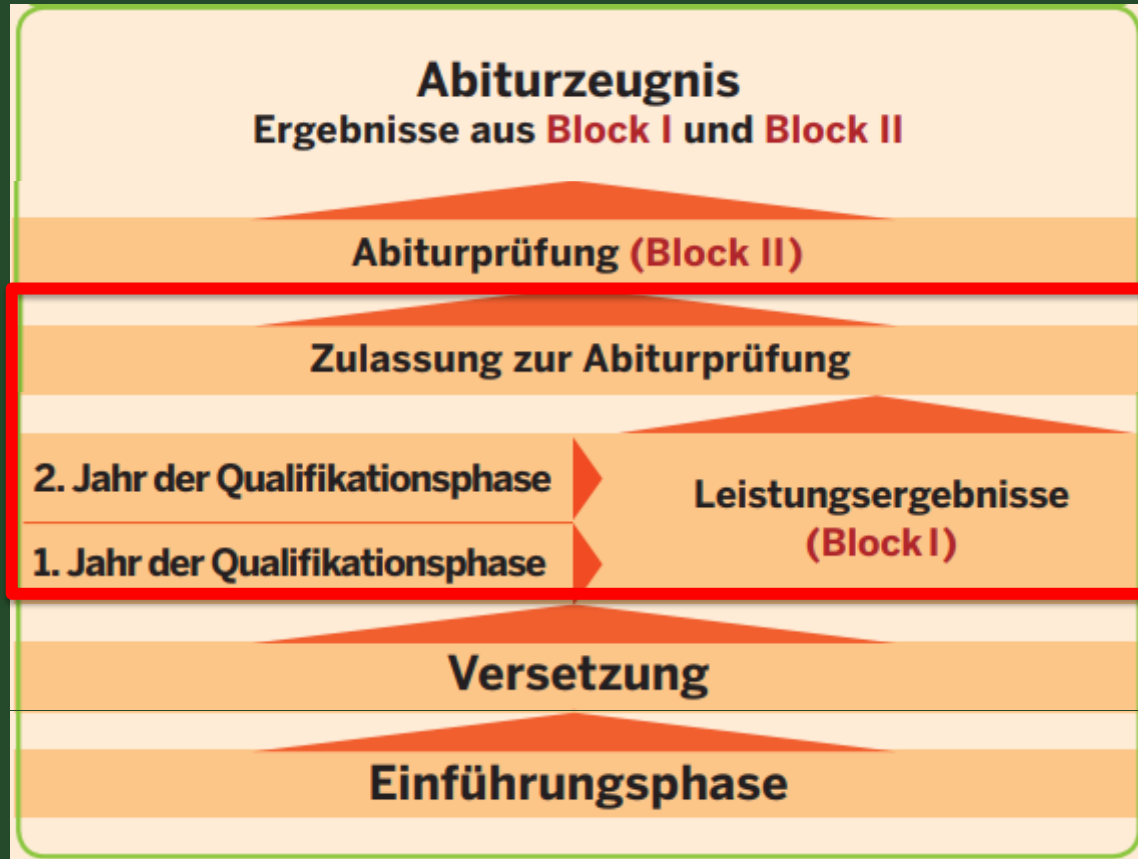 Abiturzeugnis
Ergebnisse aus Block I und Block II
Abiturprüfung (Block II)
Zulassung zur Abiturprüfung
2. Jahr der Qualifikationsphase
1. Jahr der Qualifikationsphase
Leistungsergebnisse
(Block I)
Versetzung
Einführungsphase